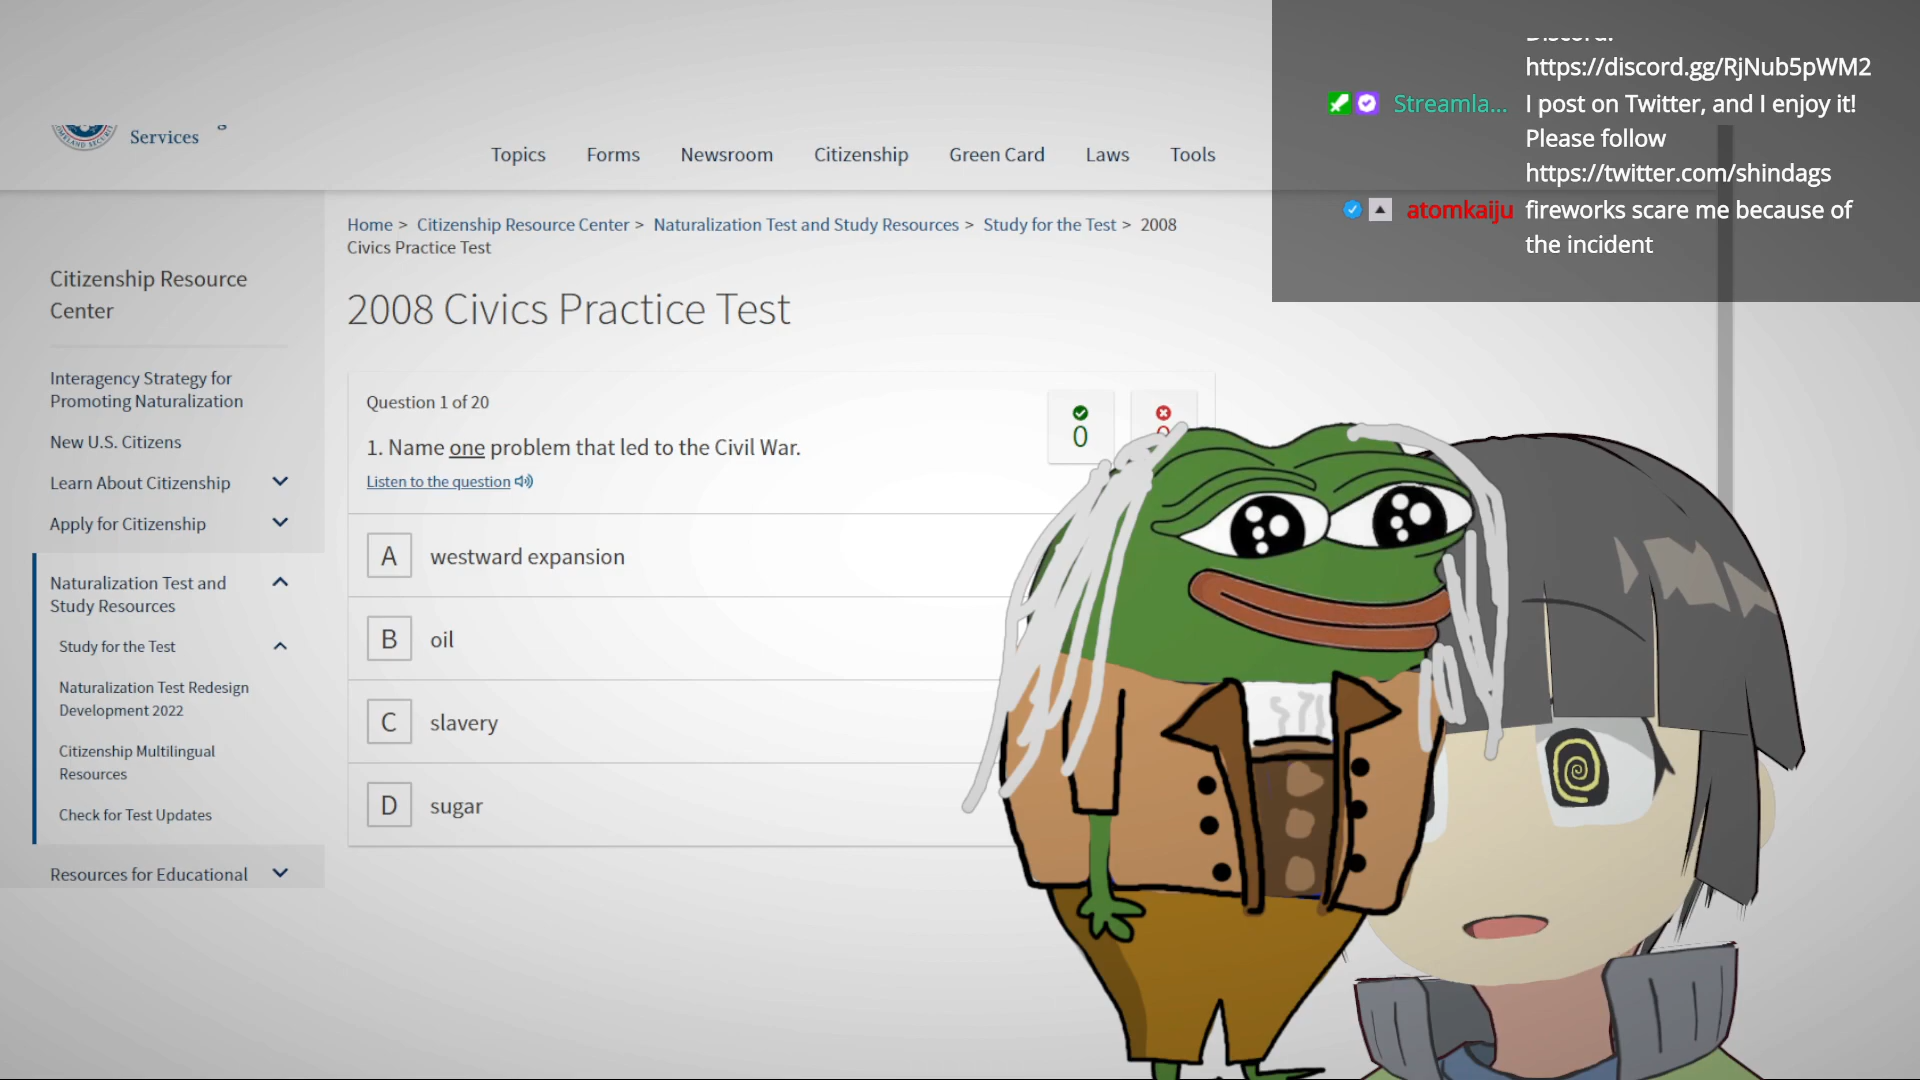 https://discord.gg/RjNub5pWM2
Streamla... I post on Twitter, and I enjoy it!
Please follow
https://twitter.com/shindags
atomkaiju fireworks scare me because of
the incident
Services
Topics Forms Newsroom Citizenship Green Card Laws Tools
Home > Citizenship Resource Center > Naturalization Test and Study Resources > Study for the Test > 2008
Civics Practice Test
2008 Civics Practice Test
Citizenship Resource
Center
Interagency Strategy for
Promoting Naturalization
New U.S. Citizens
Learn About Citizenship
Apply for Citizenship
Naturalization Test and
Study Resources
Study for the Test
Naturalization Test Redesign
Development 2022
Citizenship Multilingual
Resources
Check for Test Updates
Resources for Educational
Question 1 of 20
0
1. Name one problem that led to the Civil War.
Listen to the question
A westward expansion
B oil
C slavery
D sugar